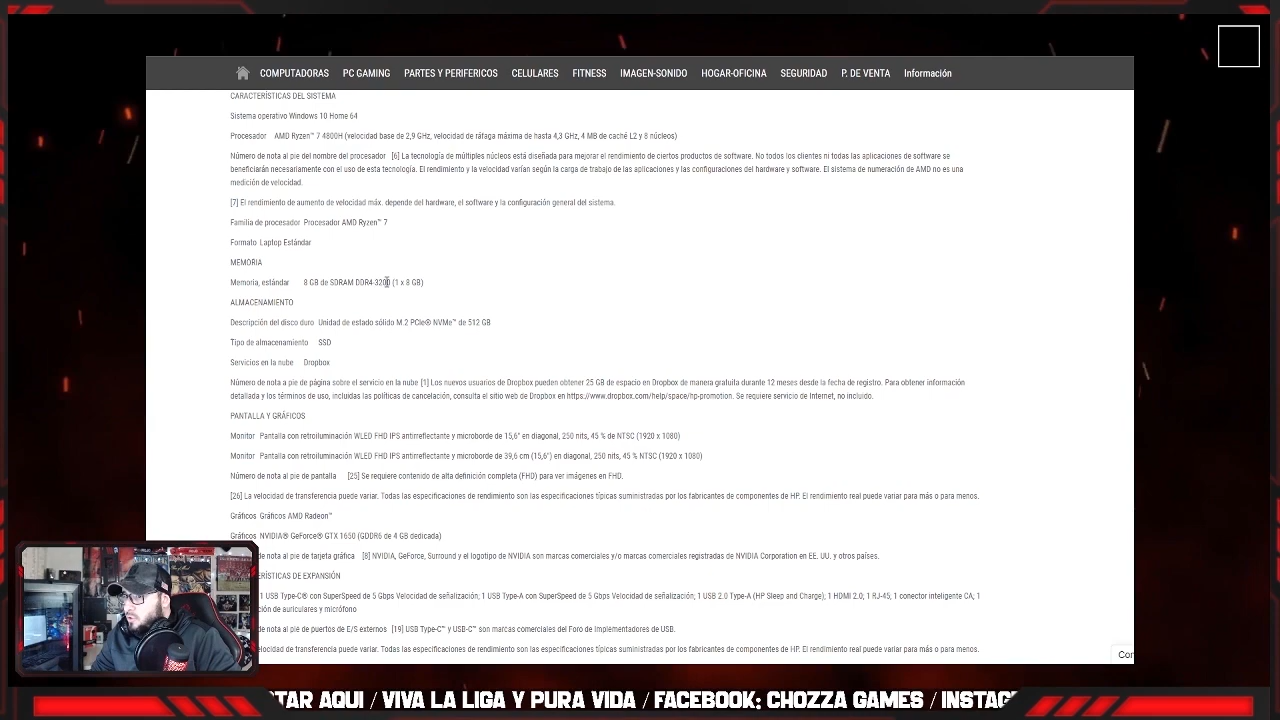 COMPUTADORAS PC GAMING PARTES Y PERIFERICOS CELULARES FITNESS IMAGEN-SONIDO HOGAR-OFICINA SEGURIDAD P. DE VENTA Información
CARACTERÍSTICAS DEL SISTEMA
Sistema operativo Windows 10 Home 64
Procesador AMD Ryzen™ 7 4800H (velocidad base de 2,9 GHz, velocidad de ráfaga máxima de hasta 4,3 GHz, 4 MB de caché L2 y 8 núcleos)
Número de nota al pie del nombre del procesador [6] La tecnología de múltiples núcleos está diseñada para mejorar el rendimiento de ciertos productos de software. No todos los clientes ni todas las aplicaciones de software se
beneficiarán necesariamente con el uso de esta tecnología. El rendimiento y la velocidad varían según la carga de trabajo de las aplicaciones y las configuraciones del hardware y software. El sistema de numeración de AMD no es una
medición de velocidad.
[7] El rendimiento de aumento de velocidad máx. depende del hardware, el software y la configuración general del sistema.
Familia de procesador Procesador AMD Ryzen™ 7
Formato Laptop Estándar
MEMORIA
Memoria, estándar 8 GB de SDRAM DDR4-3200 (1 x 8 GB)
ALMACENAMIENTO
Descripción del disco duro Unidad de estado sólido M.2 PCIe® NVMe™ de 512 GB
Tipo de almacenamiento SSD
Servicios en la nube Dropbox
Número de nota a pie de página sobre el servicio en la nube [1] Los nuevos usuarios de Dropbox pueden obtener 25 GB de espacio en Dropbox de manera gratuita durante 12 meses desde la fecha de registro. Para obtener información
detallada y los términos de uso, incluidas las políticas de cancelación, consulta el sitio web de Dropbox en https://www.dropbox.com/help/space/hp-promotion. Se requiere servicio de Internet, no incluido.
PANTALLA Y GRÁFICOS
Monitor Pantalla con retroiluminación WLED FHD IPS antirreflectante y microborde de 15,6" en diagonal, 250 nits, 45 % de NTSC (1920 x 1080)
Monitor Pantalla con retroiluminación WLED FHD IPS antirreflectante y microborde de 39,6 cm (15,6") en diagonal, 250 nits, 45 % NTSC (1920 x 1080)
Número de nota al pie de pantalla [25] Se requiere contenido de alta definición completa (FHD) para ver imágenes en FHD.
[26] La velocidad de transferencia puede variar. Todas las especificaciones de rendimiento son las especificaciones típicas suministradas por los fabricantes de componentes de HP. El rendimiento real puede variar para más o para menos.
Gráficos Gráficos AMD Radeon™
Gráficos NVIDIA® GeForce® GTX 1650 (GDDR6 de 4 GB dedicada)
de nota al pie de tarjeta gráfica [8] NVIDIA, GeForce, Surround y el logotipo de NVIDIA son marcas comerciales y/o marcas comerciales registradas de NVIDIA Corporation en EE. UU. y otros países.
ERÍSTICAS DE EXPANSIÓN
1 USB Type-C® con SuperSpeed de 5 Gbps Velocidad de señalización; 1 USB Type-A con SuperSpeed de 5 Gbps Velocidad de señalización; 1 USB 2.0 Type-A (HP Sleep and Charge), 1 HDMI 2.0; 1 RJ-45; 1 conector inteligente CA; 1
ción de auriculares y micrófono
de nota al pie de puertos de E/S externos [19] USB Type-C™ y USB-C™ son marcas comerciales del Foro de Implementadores de USB.
elocidad de transferencia puede variar. Todas las especificaciones de rendimiento son las especificaciones típicas suministradas por los fabricantes de componentes de HP. El rendimiento real puede variar para más o para menos.
Cor
TAR AQUI / VIVA LA LIGA Y PURA VIDA / FACEBOOK: CHOZZA GAMES / INSTAG